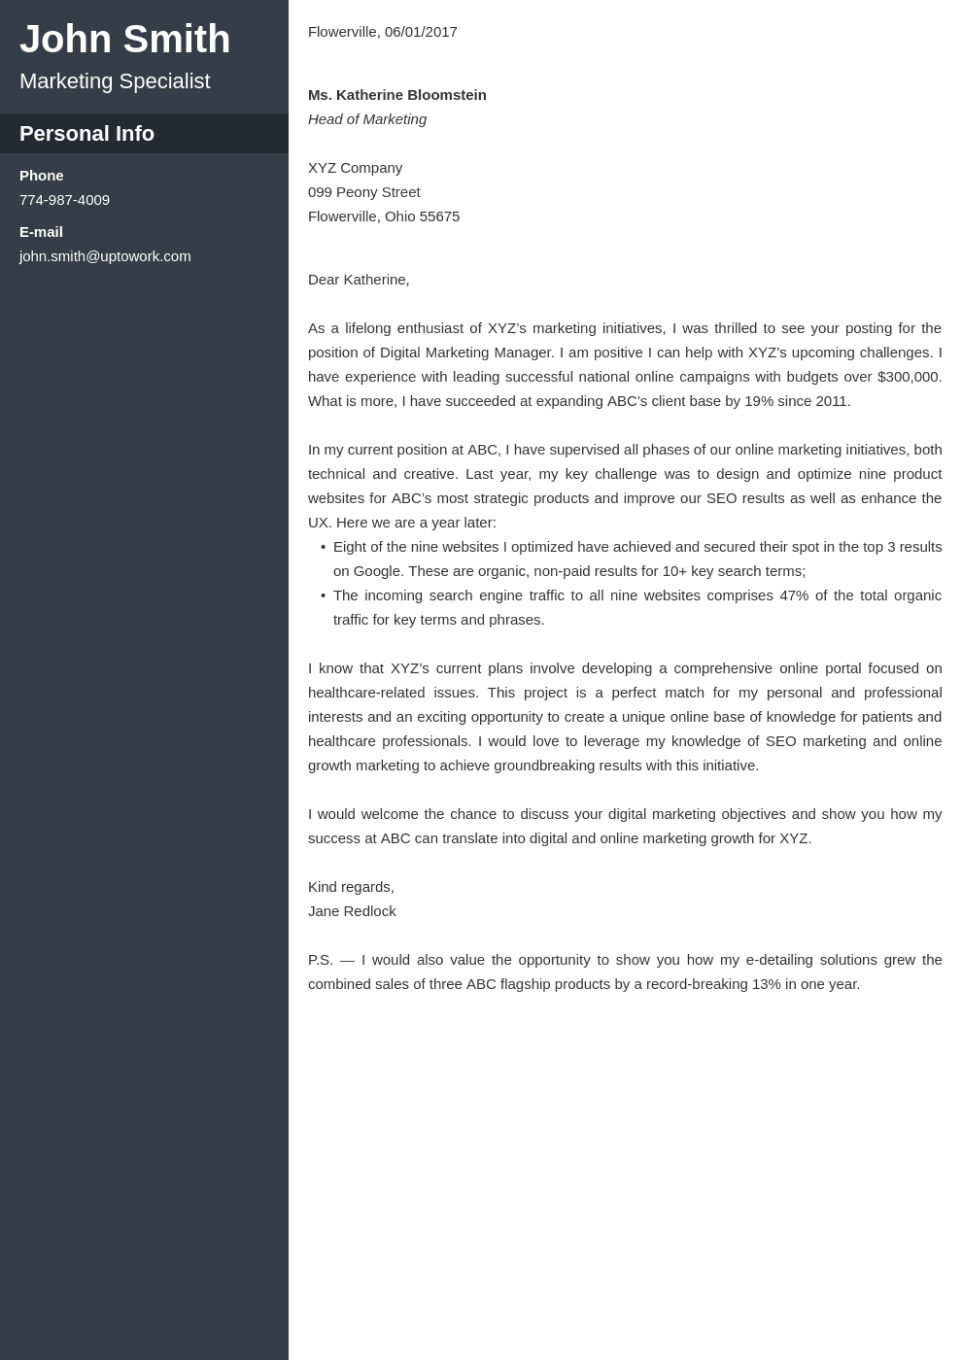 John Smith
Marketing Specialist
Personal Info
Phone
774-987-4009
E-mail
john.smith@uptowork.com
Flowerville, 06/01/2017
Ms. Katherine Bloomstein
Head of Marketing
XYZ Company
099 Peony Street
Flowerville, Ohio 55675
Dear Katherine,
As a lifelong enthusiast of XYZ’s marketing initiatives, I was thrilled to see your posting for the
position of Digital Marketing Manager. I am positive I can help with XYZ’s upcoming challenges. I
have experience with leading successful national online campaigns with budgets over $300,000.
What is more, I have succeeded at expanding ABC’s client base by 19% since 2011.
In my current position at ABC, I have supervised all phases of our online marketing initiatives, both
technical and creative. Last year, my key challenge was to design and optimize nine product
websites for ABC’s most strategic products and improve our SEO results as well as enhance the
UX. Here we are a year later:
• Eight of the nine websites I optimized have achieved and secured their spot in the top 3 results
on Google. These are organic, non-paid results for 10+ key search terms;
• The incoming search engine traffic to all nine websites comprises 47% of the total organic
traffic for key terms and phrases.
I know that XYZ’s current plans involve developing a comprehensive online portal focused on
healthcare-related issues. This project is a perfect match for my personal and professional
interests and an exciting opportunity to create a unique online base of knowledge for patients and
healthcare professionals. I would love to leverage my knowledge of SEO marketing and online
growth marketing to achieve groundbreaking results with this initiative.
I would welcome the chance to discuss your digital marketing objectives and show you how my
success at ABC can translate into digital and online marketing growth for XYZ.
Kind regards,
Jane Redlock
P.S. — I would also value the opportunity to show you how my e-detailing solutions grew the
combined sales of three ABC flagship products by a record-breaking 13% in one year.